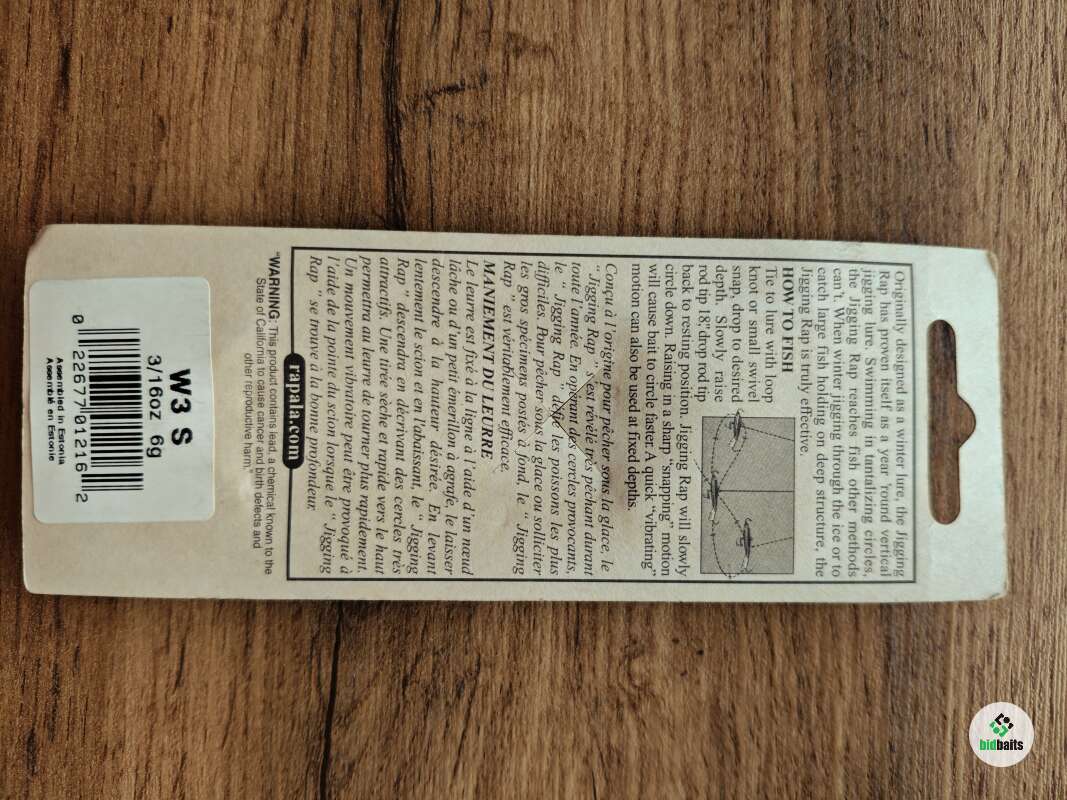 Originally designed as a winter lure, the Jigging
Rap has proven itself as a year 'round vertical
jigging lure. Swimming in tantalizing circles,
the Jigging Rap reaches fish other methods
can't. When winter jigging through the ice or to
catch large fish holding on deep structure, the
Jigging Rap is truly effective.
HOW TO FISH
Tie to lure with loop
knot or small swivel
snap, drop to desired
depth. Slowly raise
rod tip 18", drop rod tip
back to resting position. Jigging Rap will slowly
circle down. Raising in a sharp "snapping" motion
will cause bait to circle faster. A quick "vibrating"
motion can also be used at fixed depths.
Conçu à l'origine pour pêcher sous la glace, le
"Jigging Rap" s'est révélé très pêchant durant
toute l'année. En opérant des cercles provocants,
le "Jigging Rap" défie les poissons les plus
difficiles. Pour pêcher sous la glace ou solliciter
les gros spécimens postés à fond, le "Jigging
Rap" est véritablement efficace.
MANIEMENT DU LEURRE
Le leurre est fixé à la ligne à l'aide d'un nœud
lâche ou d'un petit émerillon à agrafe, le laisser
descendre à la hauteur désirée. En levant
lentement le scion et en l'abaissant, le "Jigging
Rap" descendra en décrivant des cercles très
attractifs. Une tirée sèche et rapide vers le haut
permettra au leurre de tourner plus rapidement.
Un mouvement vibratoire peut être provoqué à
l'aide de la pointe du scion lorsque le "Jigging
Rap" se trouve à la bonne profondeur.
rapala.com
"WARNING: This product contains lead, a chemical known to the
State of California to cause cancer and birth defects and
other reproductive harm."
W3 S
3/16oz 6g
0 22677 01216 2
Assembled in Estonia
Assemblé en Estonie
bidbaits